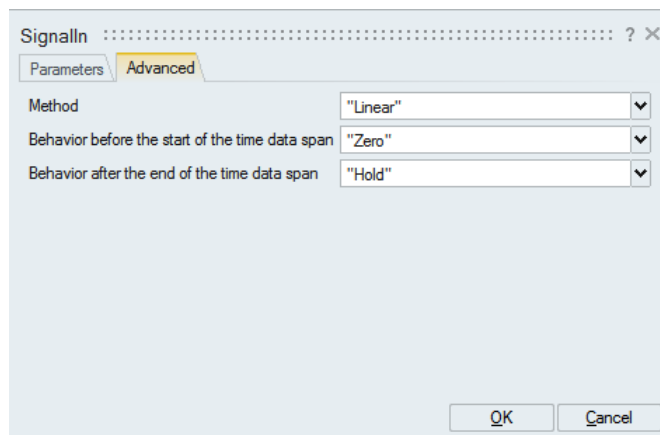 SignalIn ? ×
Parameters Advanced
Method "Linear"
Behavior before the start of the time data span "Zero"
Behavior after the end of the time data span "Hold"
OK Cancel